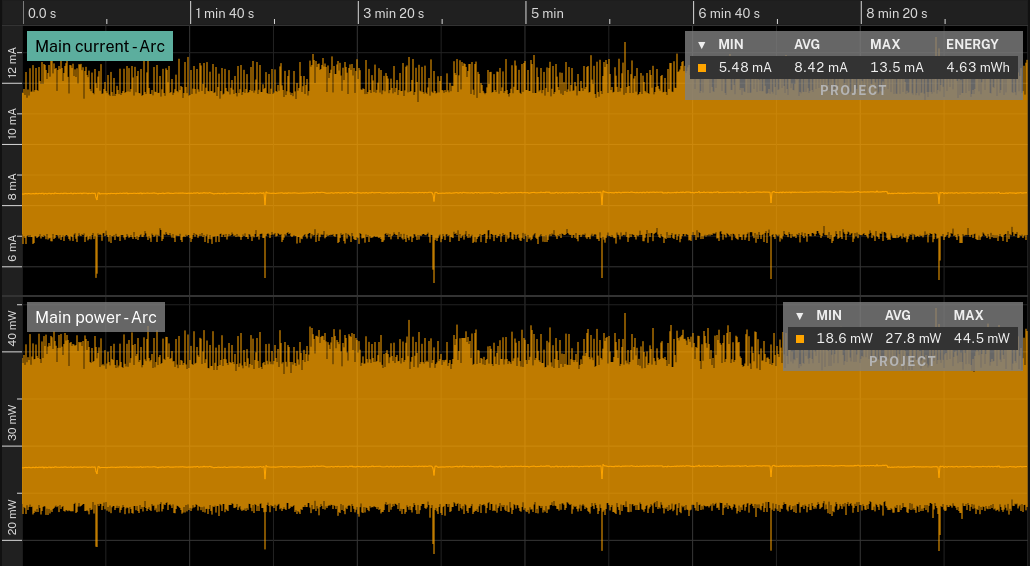 0.0 s 1 min 40 s 3 min 20 s 5 min 6 min 40 s 8 min 20 s
Main current - Arc
▼ MIN AVG MAX ENERGY
5.48 mA 8.42 mA 13.5 mA 4.63 mWh
PROJECT
12 mA
10 mA
8 mA
6 mA
Main power - Arc
▼ MIN AVG MAX
18.6 mW 27.8 mW 44.5 mW
PROJECT
40 mW
30 mW
20 mW